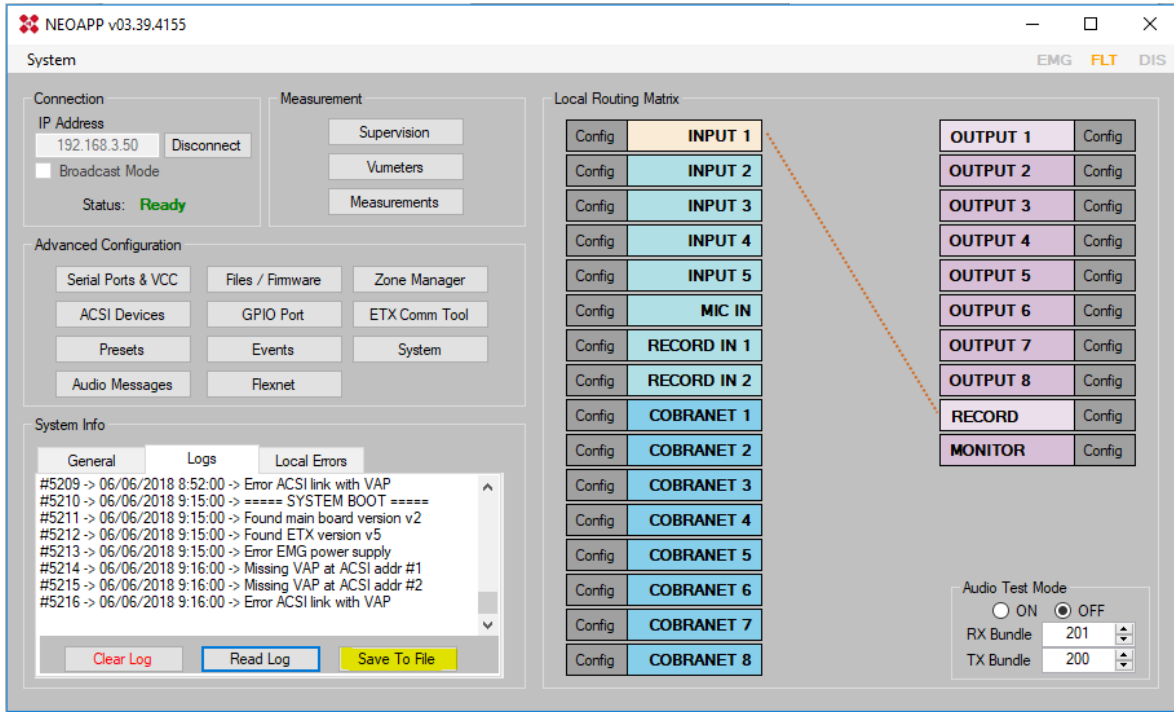 NEOAPP v03.39.4155
System
EMG FLT DIS
Connection
IP Address
192.168.3.50 Disconnect
Broadcast Mode
Status: Ready
Measurement
Supervision
Vumeters
Measurements
Advanced Configuration
Serial Ports & VCC Files / Firmware Zone Manager
ACSI Devices GPIO Port ETX Comm Tool
Presets Events System
Audio Messages Flexnet
System Info
General Logs Local Errors
#5209 -> 06/06/2018 8:52:00 -> Error ACSI link with VAP
#5210 -> 06/06/2018 9:15:00 -> ===== SYSTEM BOOT =====
#5211 -> 06/06/2018 9:15:00 -> Found main board version v2
#5212 -> 06/06/2018 9:15:00 -> Found ETX version v5
#5213 -> 06/06/2018 9:15:00 -> Error EMG power supply
#5214 -> 06/06/2018 9:16:00 -> Missing VAP at ACSI addr #1
#5215 -> 06/06/2018 9:16:00 -> Missing VAP at ACSI addr #2
#5216 -> 06/06/2018 9:16:00 -> Error ACSI link with VAP
Clear Log Read Log Save To File
Local Routing Matrix
Config INPUT 1
Config INPUT 2
Config INPUT 3
Config INPUT 4
Config INPUT 5
Config MIC IN
Config RECORD IN 1
Config RECORD IN 2
Config COBRANET 1
Config COBRANET 2
Config COBRANET 3
Config COBRANET 4
Config COBRANET 5
Config COBRANET 6
Config COBRANET 7
Config COBRANET 8
OUTPUT 1 Config
OUTPUT 2 Config
OUTPUT 3 Config
OUTPUT 4 Config
OUTPUT 5 Config
OUTPUT 6 Config
OUTPUT 7 Config
OUTPUT 8 Config
RECORD Config
MONITOR Config
Audio Test Mode
ON OFF
RX Bundle 201
TX Bundle 200